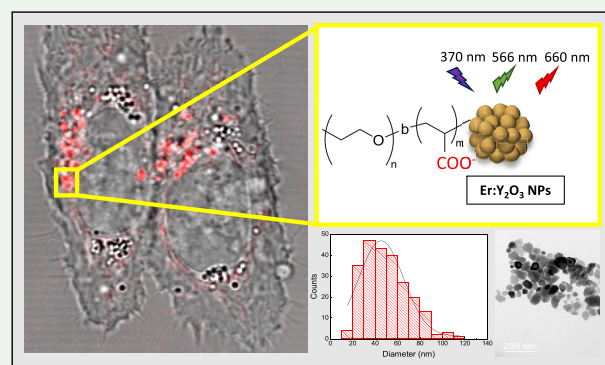 370 nm 566 nm 660 nm
O
n
b
m
COO-
Er:Y₂O₃ NPs
50
40
30
20
10
0
Counts
0 20 40 60 80 100 120 140
Diameter (nm)
200 nm